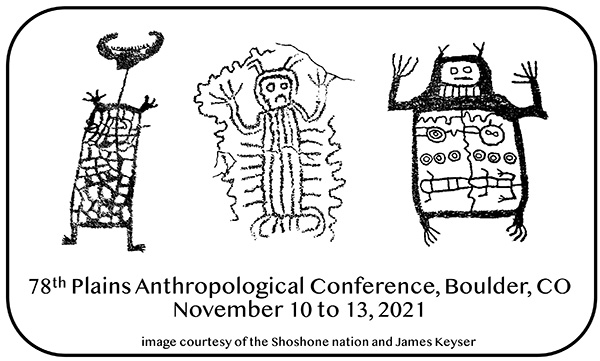 78th Plains Anthropological Conference, Boulder, CO
November 10 to 13, 2021
image courtesy of the Shoshone nation and James Keyser